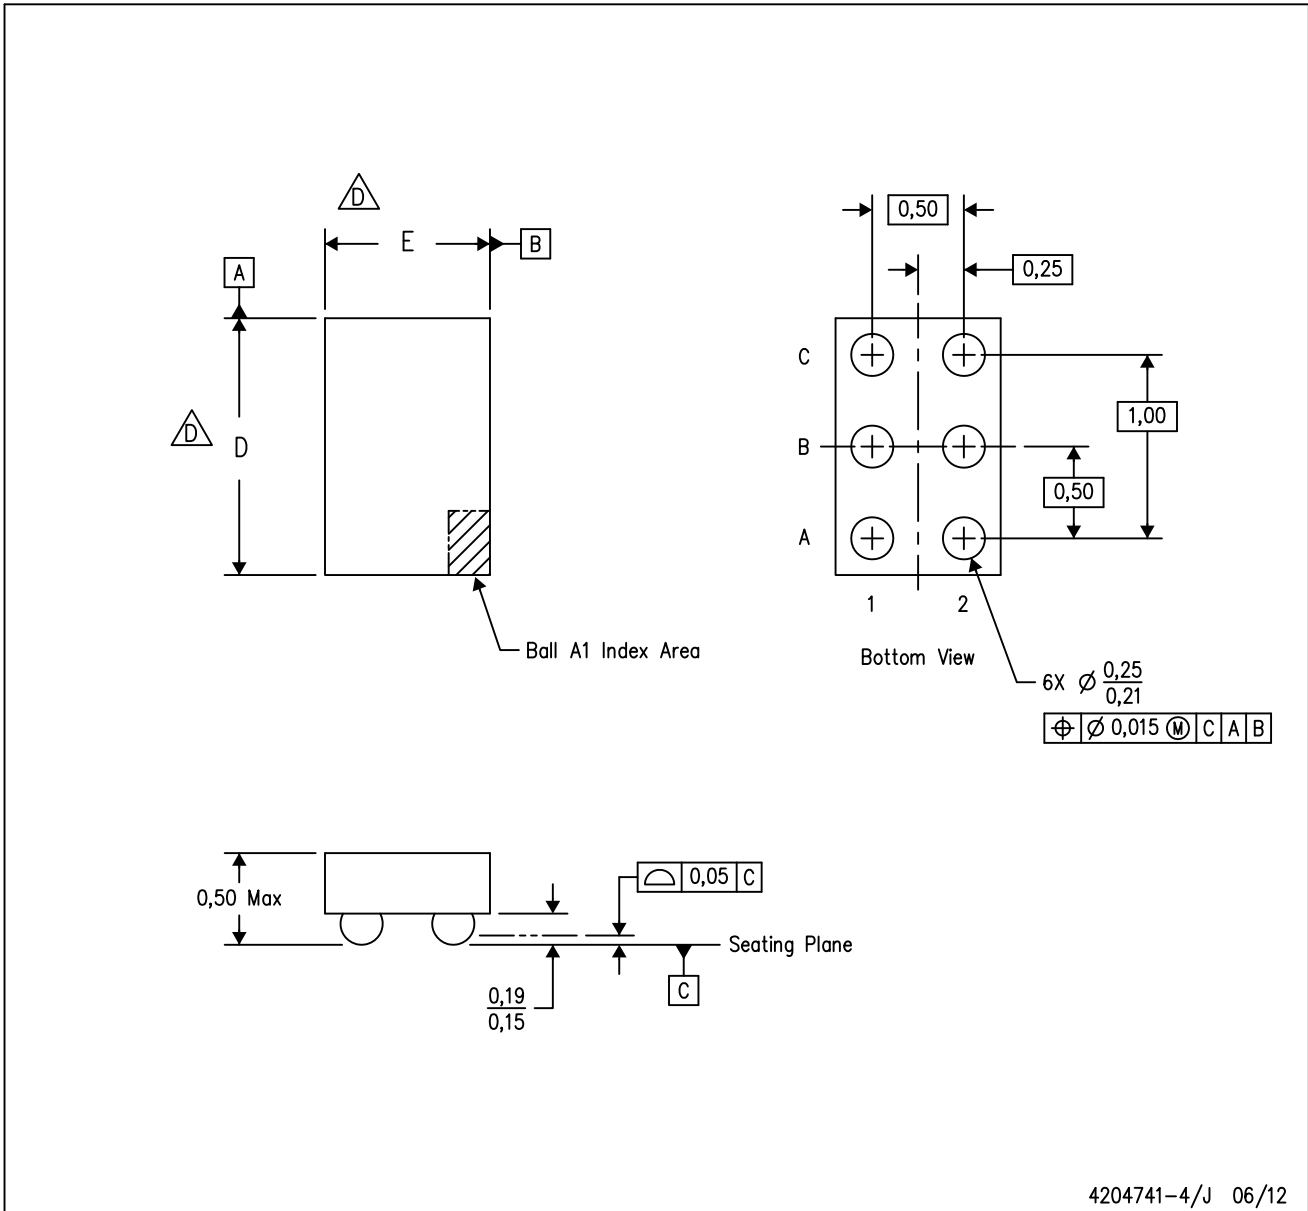 D
E
B
A
D
D
Ball A1 Index Area
0,50
0,25
C
B
A
1,00
0,50
1 2
Bottom View
6X Ø 0,25
0,21
⌖ Ø 0,015 Ⓜ C A B
0,50 Max
⌓ 0,05 C
Seating Plane
C
0,19
0,15
4204741-4/J 06/12